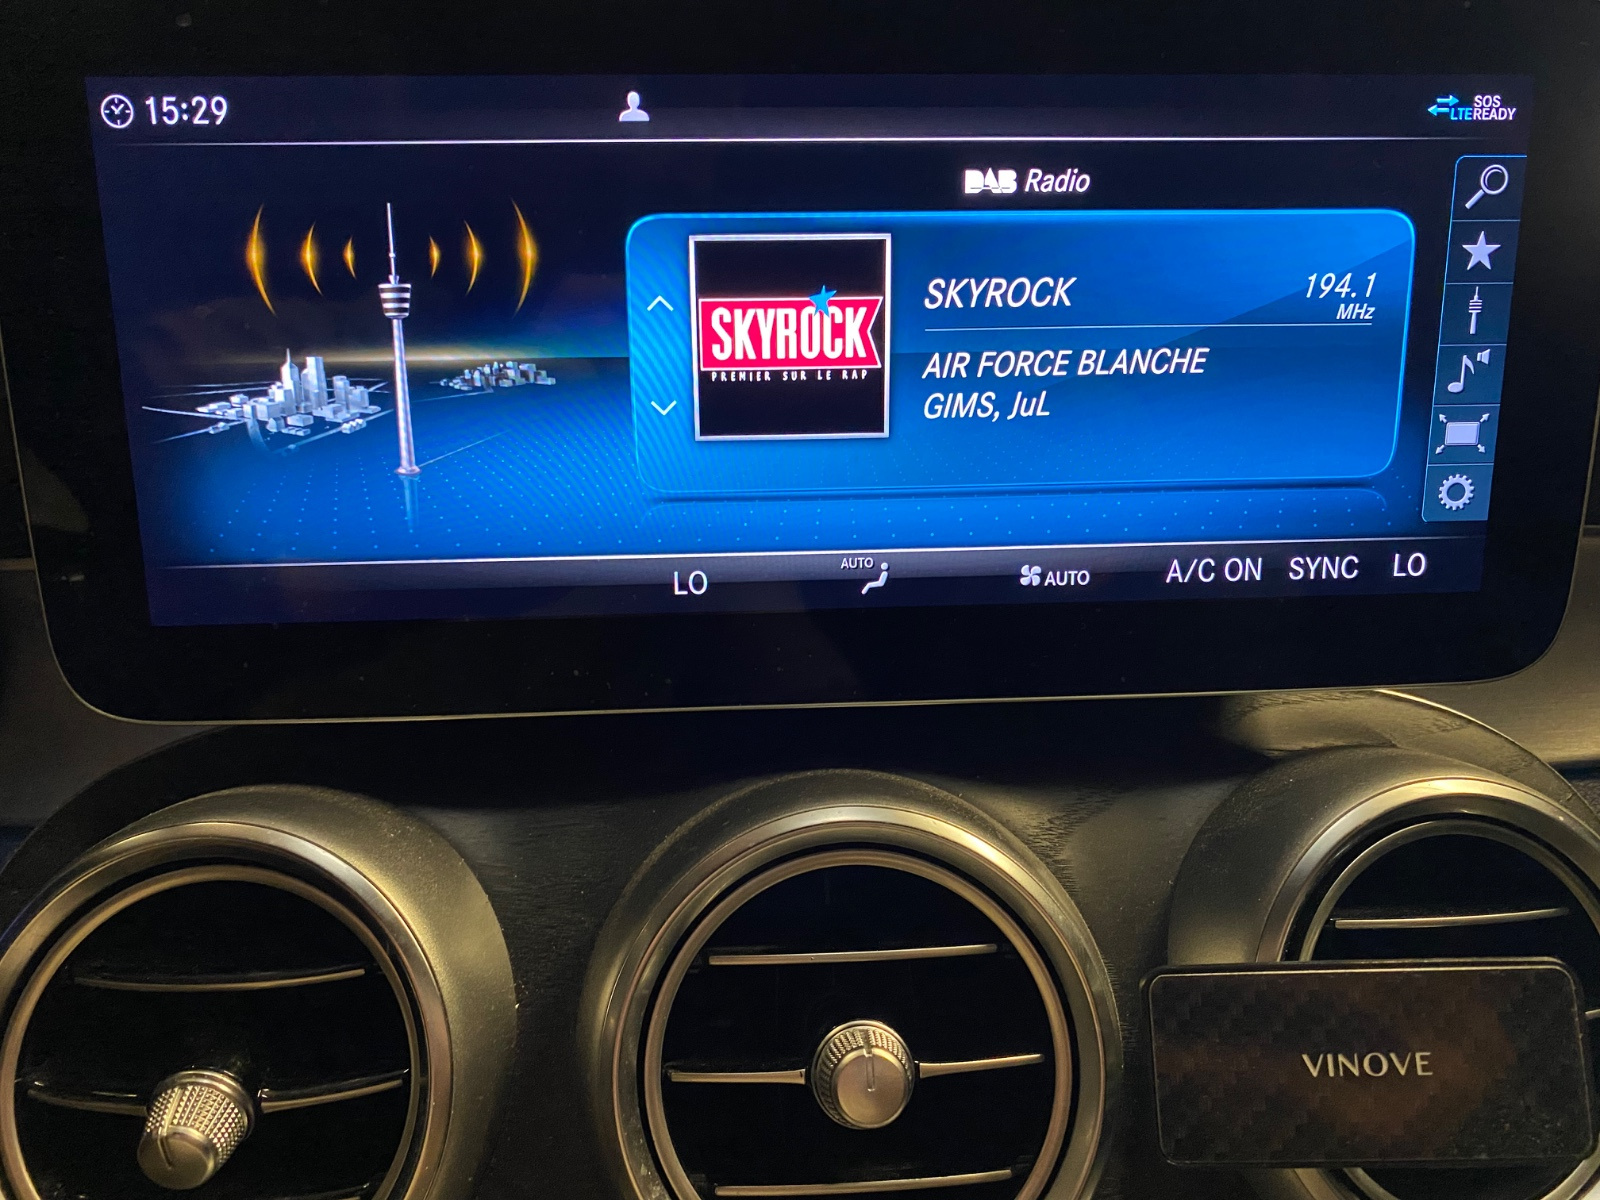 15:29
SOS
LTE READY
DAB Radio
SKYROCK
PREMIER SUR LE RAP
SKYROCK 194.1
MHz
AIR FORCE BLANCHE
GIMS, JuL
LO AUTO AUTO A/C ON SYNC LO
VINOVE